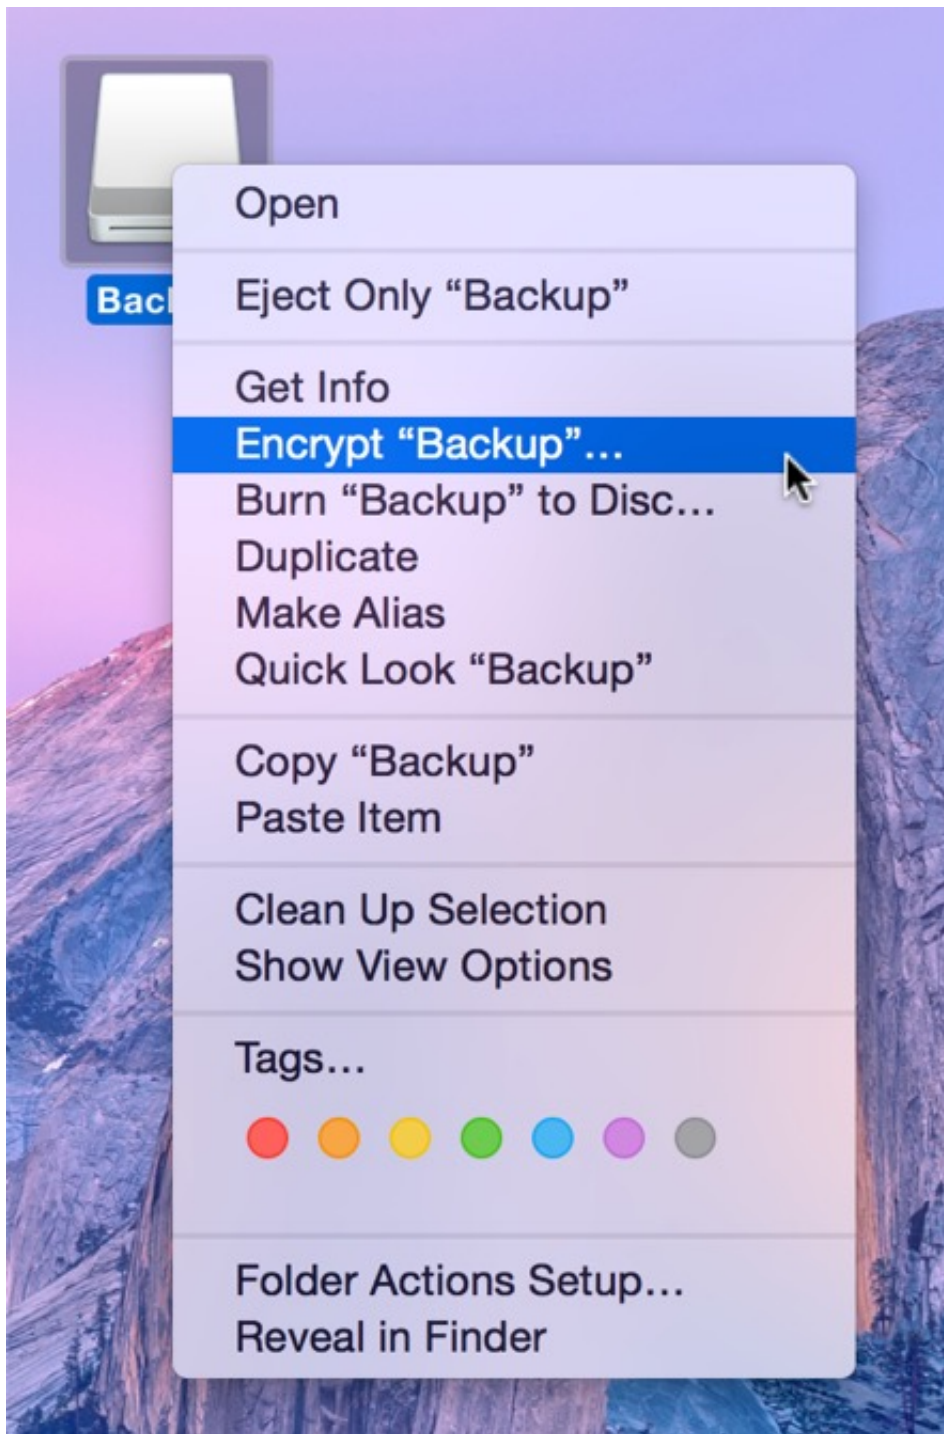 Open
Eject Only “Backup”
Bac
Get Info
Encrypt “Backup”...
Burn “Backup” to Disc...
Duplicate
Make Alias
Quick Look “Backup”
Copy “Backup”
Paste Item
Clean Up Selection
Show View Options
Tags...
Folder Actions Setup...
Reveal in Finder